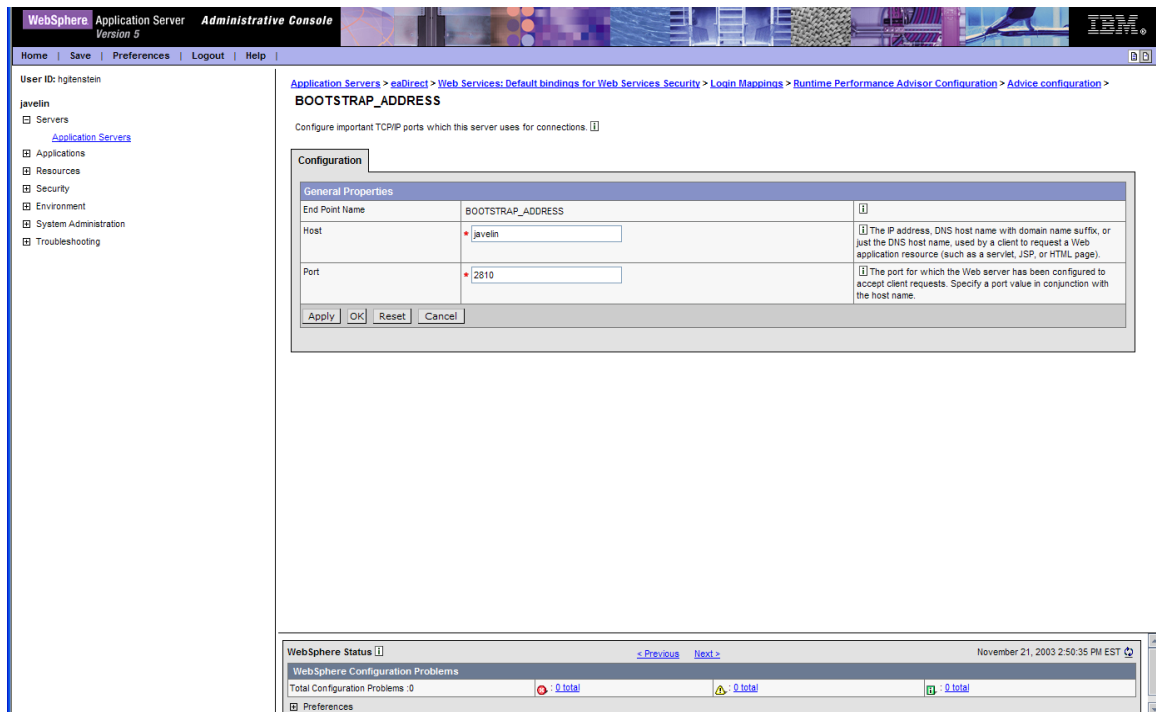 WebSphere Application Server Administrative Console
Version 5
IBM.
Home | Save | Preferences | Logout | Help |
User ID: hgitenstein
javelin
Servers
Application Servers
Applications
Resources
Security
Environment
System Administration
Troubleshooting
Application Servers > eaDirect > Web Services: Default bindings for Web Services Security > Login Mappings > Runtime Performance Advisor Configuration > Advice configuration >
BOOTSTRAP_ADDRESS
Configure important TCP/IP ports which this server uses for connections. i
Configuration
General Properties
End Point Name BOOTSTRAP_ADDRESS i
Host * javelin i The IP address, DNS host name with domain name suffix, or
just the DNS host name, used by a client to request a Web
application resource (such as a servlet, JSP, or HTML page).
Port * 2810 i The port for which the Web server has been configured to
accept client requests. Specify a port value in conjunction with
the host name.
Apply OK Reset Cancel
WebSphere Status i < Previous Next > November 21, 2003 2:50:35 PM EST
WebSphere Configuration Problems
Total Configuration Problems :0 : 0 total : 0 total : 0 total
Preferences